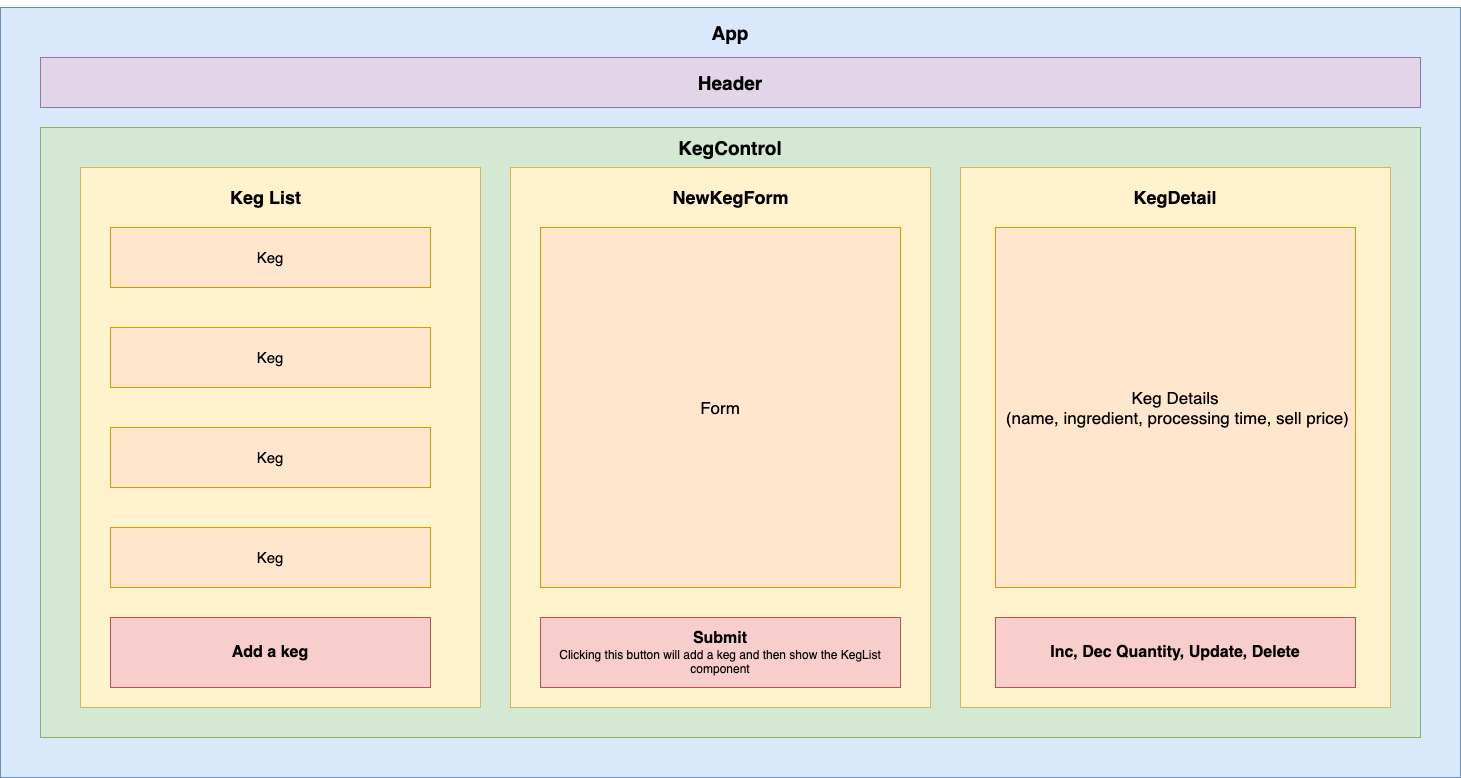 App
Header
KegControl
Keg List
Keg
Keg
Keg
Keg
Add a keg
NewKegForm
Form
Submit
Clicking this button will add a keg and then show the KegList
component
KegDetail
Keg Details
(name, ingredient, processing time, sell price)
Inc, Dec Quantity, Update, Delete